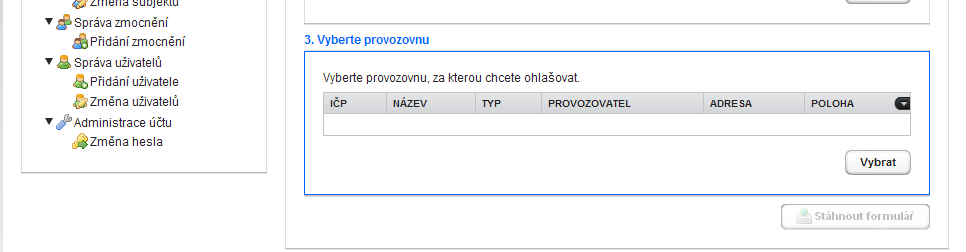 Změna subjektu
Správa zmocnění
Přidání zmocnění
Správa uživatelů
Přidání uživatele
Změna uživatelů
Administrace účtu
Změna hesla
3. Vyberte provozovnu
Vyberte provozovnu, za kterou chcete ohlašovat.
IČP NÁZEV TYP PROVOZOVATEL ADRESA POLOHA
Vybrat
Stáhnout formulář